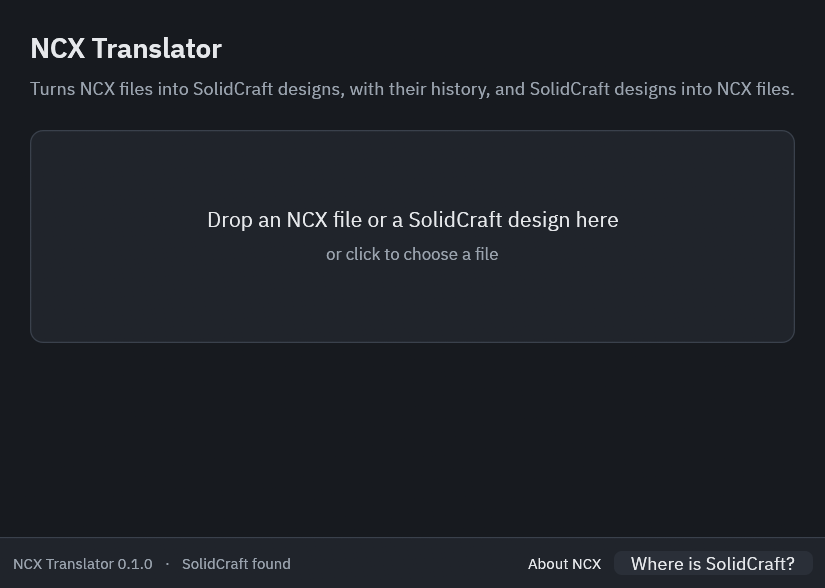 NCX Translator
Turns NCX files into SolidCraft designs, with their history, and SolidCraft designs into NCX files.
Drop an NCX file or a SolidCraft design here
or click to choose a file
NCX Translator 0.1.0 · SolidCraft found About NCX Where is SolidCraft?